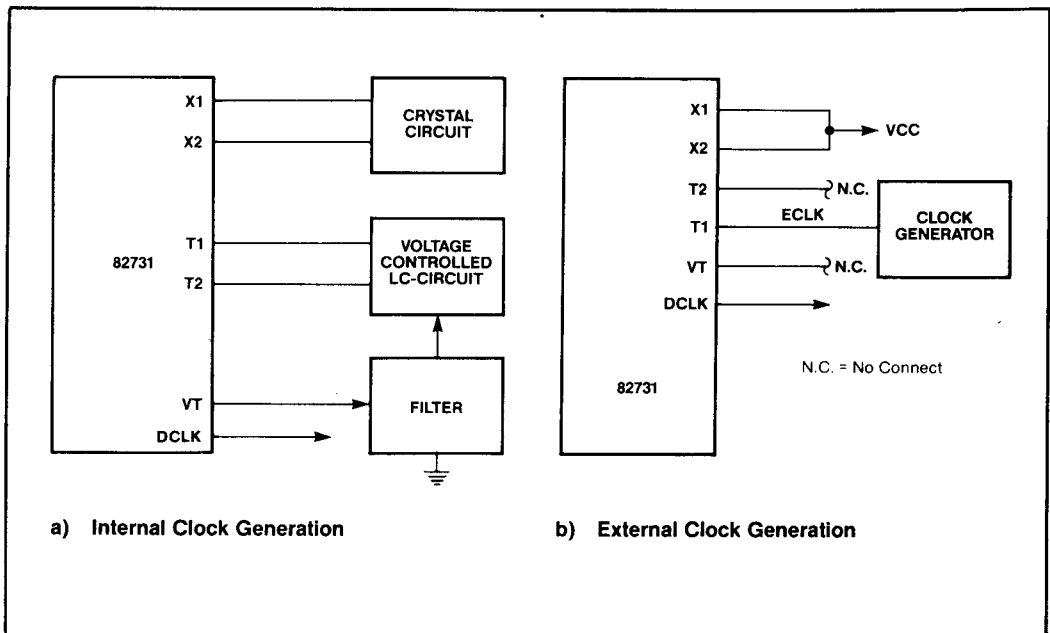 X1
X2
CRYSTAL
CIRCUIT
82731
T1
T2
VOLTAGE
CONTROLLED
LC-CIRCUIT
VT
DCLK
FILTER
a) Internal Clock Generation
X1
X2
VCC
T2
N.C.
T1
ECLK
CLOCK
GENERATOR
VT
N.C.
DCLK
N.C. = No Connect
82731
b) External Clock Generation